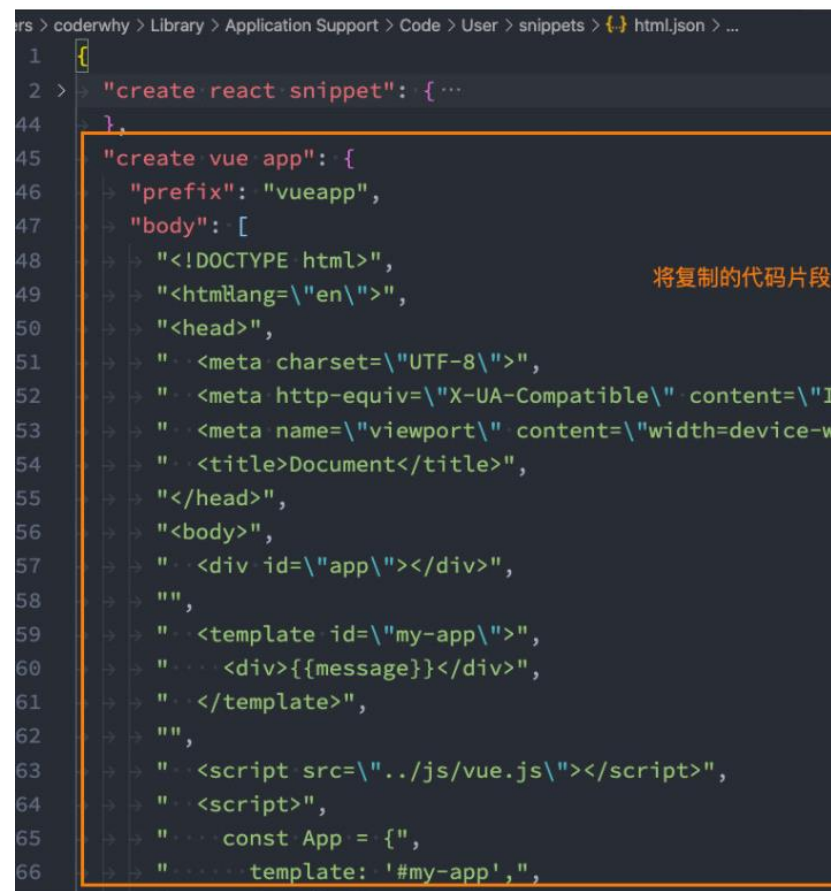 ers > coderwhy > Library > Application Support > Code > User > snippets > {..} html.json > ...
1 {
2 > "create react snippet": { ...
44 },
45 "create vue app": {
46 "prefix": "vueapp",
47 "body": [
48 "<!DOCTYPE html>",
将复制的代码片段
49 "<html lang=\"en\">",
50 "<head>",
51 "  <meta charset=\"UTF-8\">",
52 "  <meta http-equiv=\"X-UA-Compatible\" content=\"I
53 "  <meta name=\"viewport\" content=\"width=device-w
54 "  <title>Document</title>",
55 "</head>",
56 "<body>",
57 "  <div id=\"app\"></div>",
58 "",
59 "  <template id=\"my-app\">",
60 "    <div>{{message}}</div>",
61 "  </template>",
62 "",
63 "  <script src=\"../js/vue.js\"></script>",
64 "  <script>",
65 "    const App = {",
66 "      template: '#my-app',",